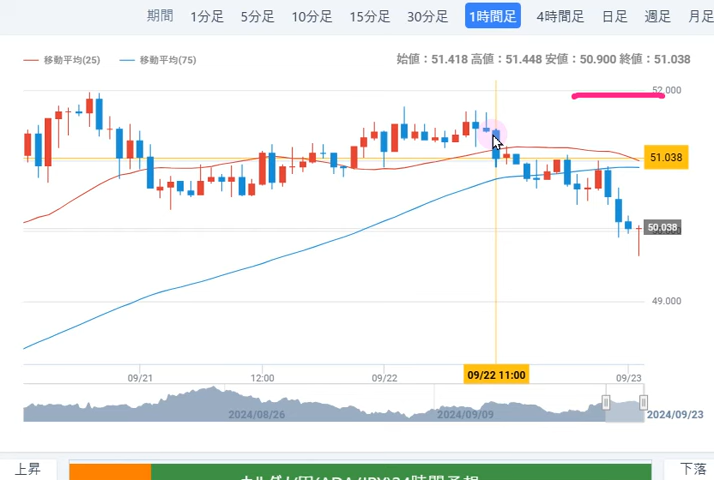 期間 1分足 5分足 10分足 15分足 30分足 1時間足 4時間足 日足 週足 月足
移動平均(25) 移動平均(75) 始値：51.418 高値：51.448 安値：50.900 終値：51.038
52.000
51.038
50.038
49.000
09/21 12:00 09/22 09/22 11:00 09/23
2024/08/26 2024/09/09 2024/09/23
上昇 下落